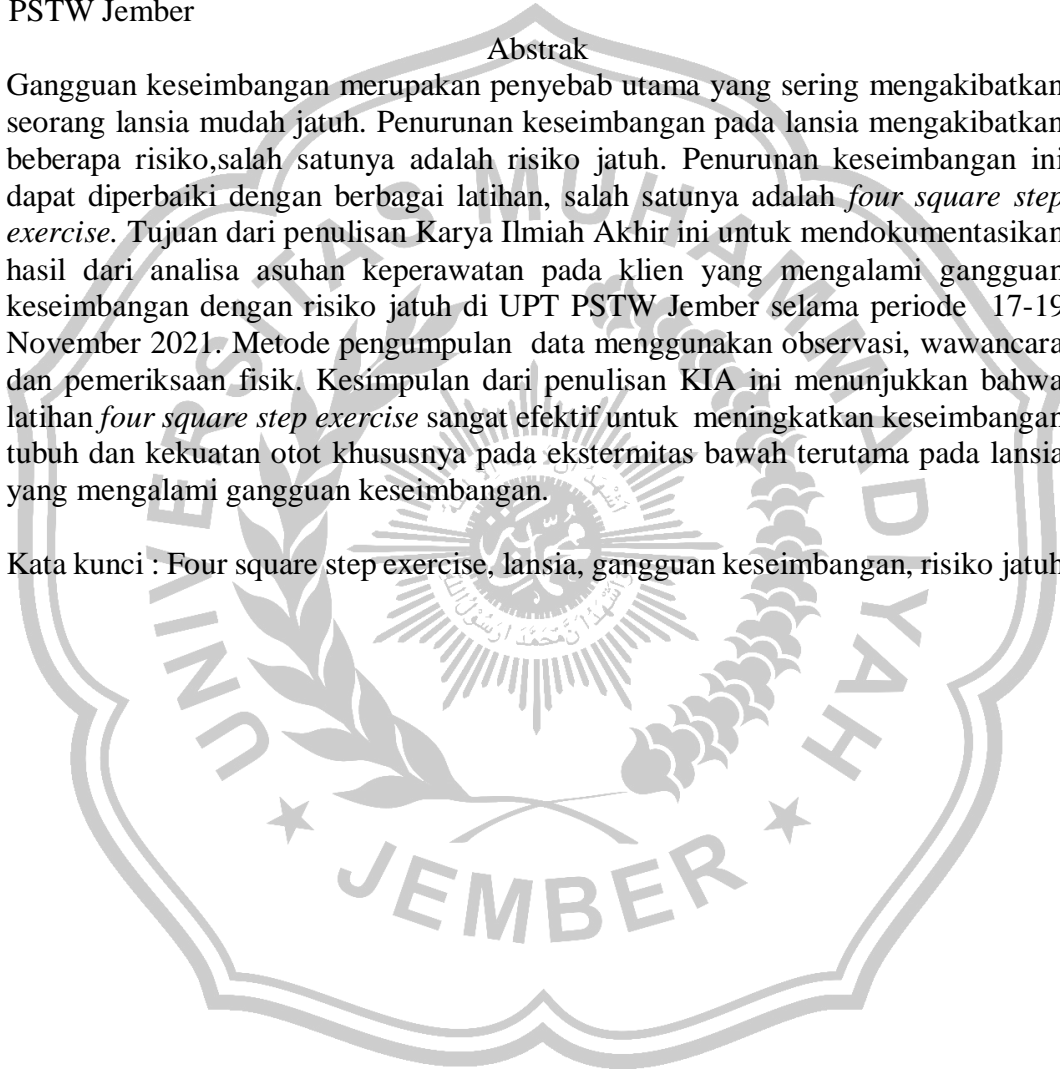 PSTW Jember
Abstrak
Gangguan keseimbangan merupakan penyebab utama yang sering mengakibatkan
seorang lansia mudah jatuh. Penurunan keseimbangan pada lansia mengakibatkan
beberapa risiko,salah satunya adalah risiko jatuh. Penurunan keseimbangan ini
dapat diperbaiki dengan berbagai latihan, salah satunya adalah four square step
exercise. Tujuan dari penulisan Karya Ilmiah Akhir ini untuk mendokumentasikan
hasil dari analisa asuhan keperawatan pada klien yang mengalami gangguan
keseimbangan dengan risiko jatuh di UPT PSTW Jember selama periode 17-19
November 2021. Metode pengumpulan data menggunakan observasi, wawancara
dan pemeriksaan fisik. Kesimpulan dari penulisan KIA ini menunjukkan bahwa
latihan four square step exercise sangat efektif untuk meningkatkan keseimbangan
tubuh dan kekuatan otot khususnya pada ekstermitas bawah terutama pada lansia
yang mengalami gangguan keseimbangan.
Kata kunci : Four square step exercise, lansia, gangguan keseimbangan, risiko jatuh
UNIVERSITAS MUHAMMADIYAH
JEMBER